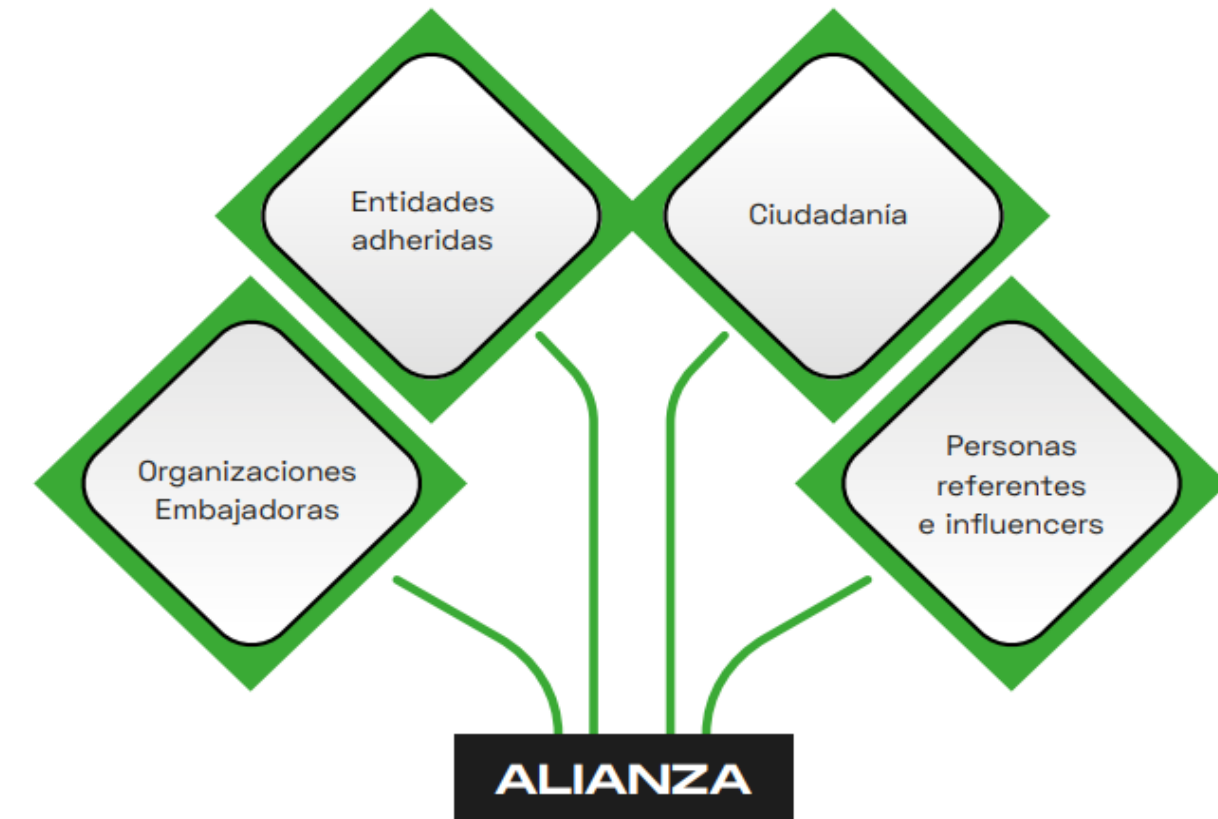 Entidades
adheridas
Ciudadanía
Organizaciones
Embajadoras
Personas
referentes
e influencers
ALIANZA